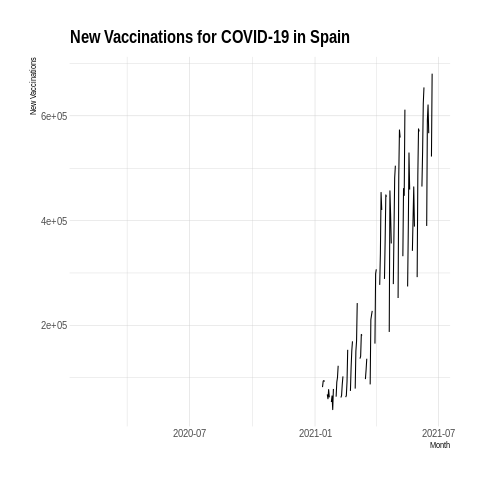 New Vaccinations for COVID-19 in Spain
New Vaccinations
6e+05
4e+05
2e+05
2020-07
2021-01
2021-07
Month